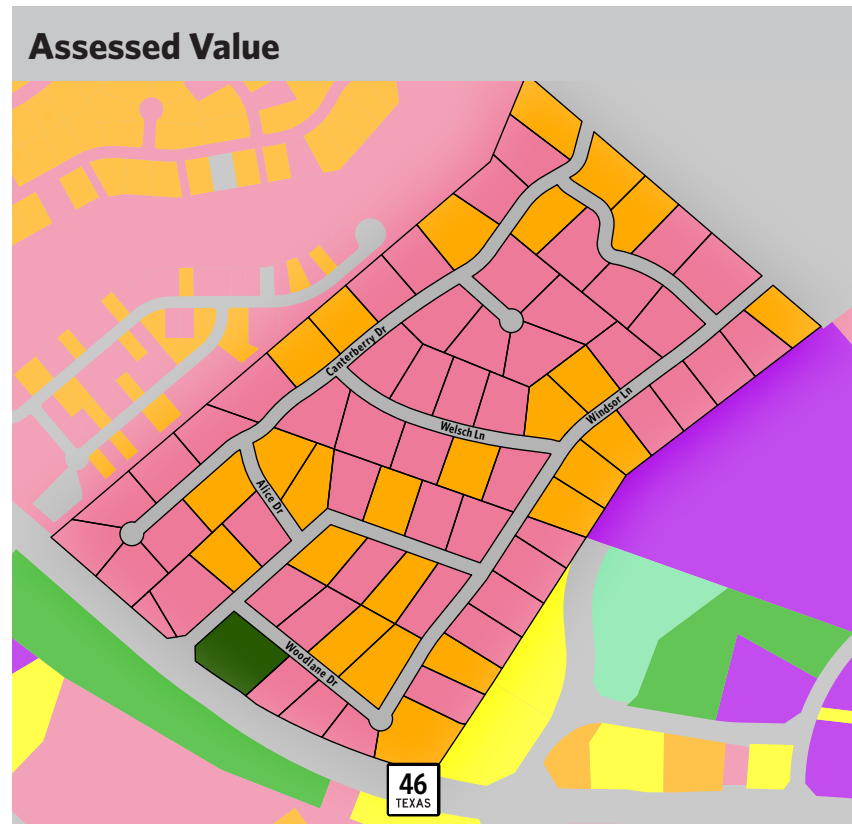 Assessed Value
Canterberry Dr
Windsor Ln
Welsch Ln
Alice Dr
Woodlane Dr
46
TEXAS